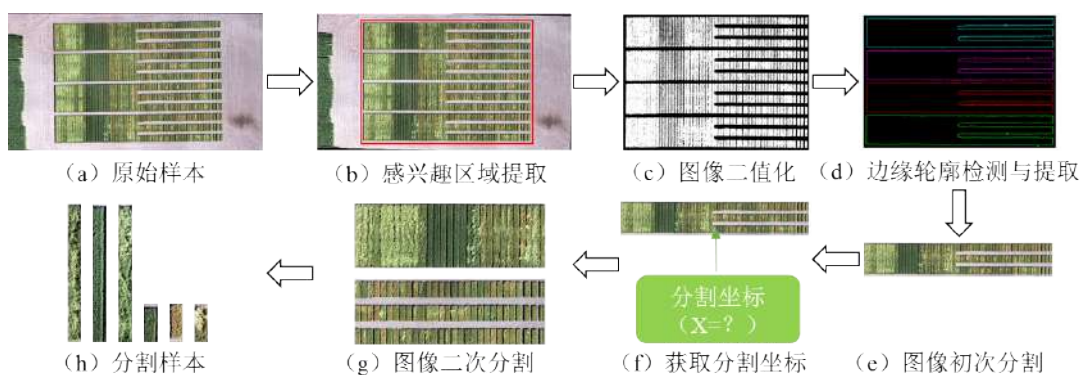 (a) 原始样本
(b) 感兴趣区域提取
(c) 图像二值化
(d) 边缘轮廓检测与提取
分割坐标
(X=?)
(h) 分割样本
(g) 图像二次分割
(f) 获取分割坐标
(e) 图像初次分割